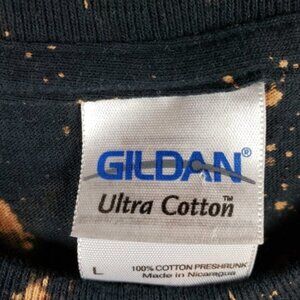 GILDAN®
Ultra Cotton™
L 100% COTTON PRESHRUNK
Made in Nicaragua